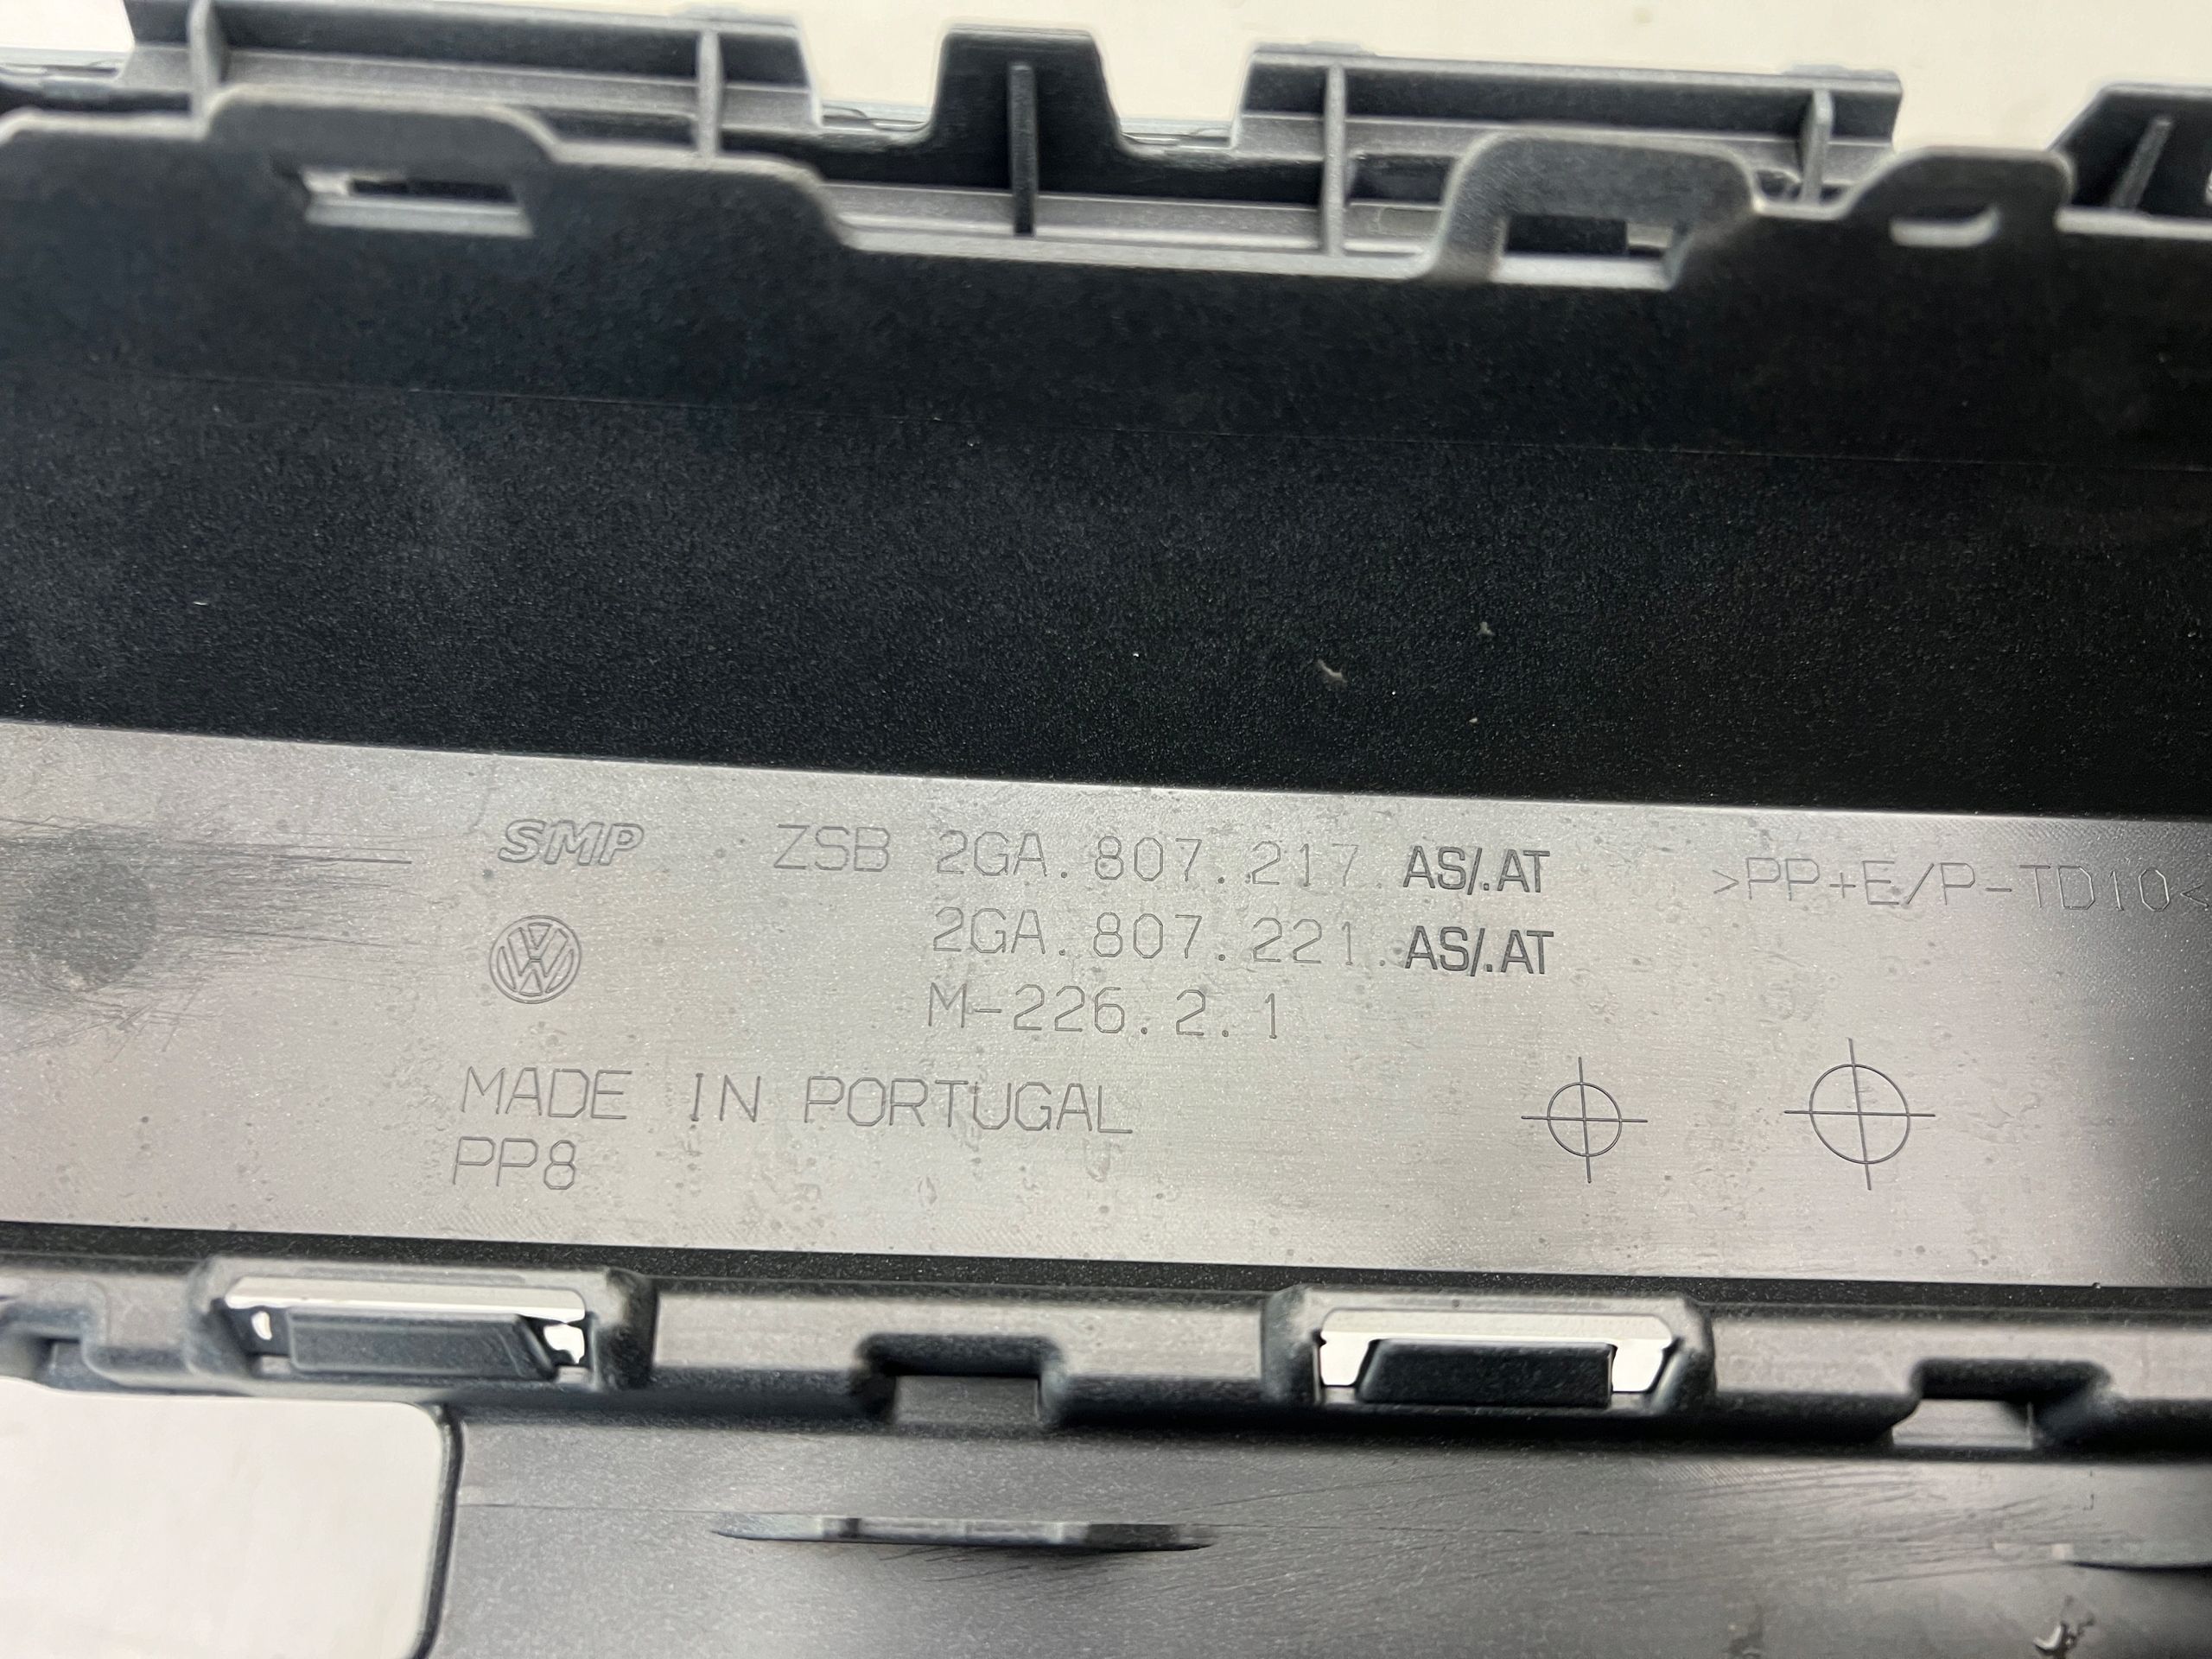 SMP ZSB 2GA.807.217.AS/.AT >PP+E/P-TD10<
2GA.807.221.AS/.AT
M-226.2.1
MADE IN PORTUGAL
PP8